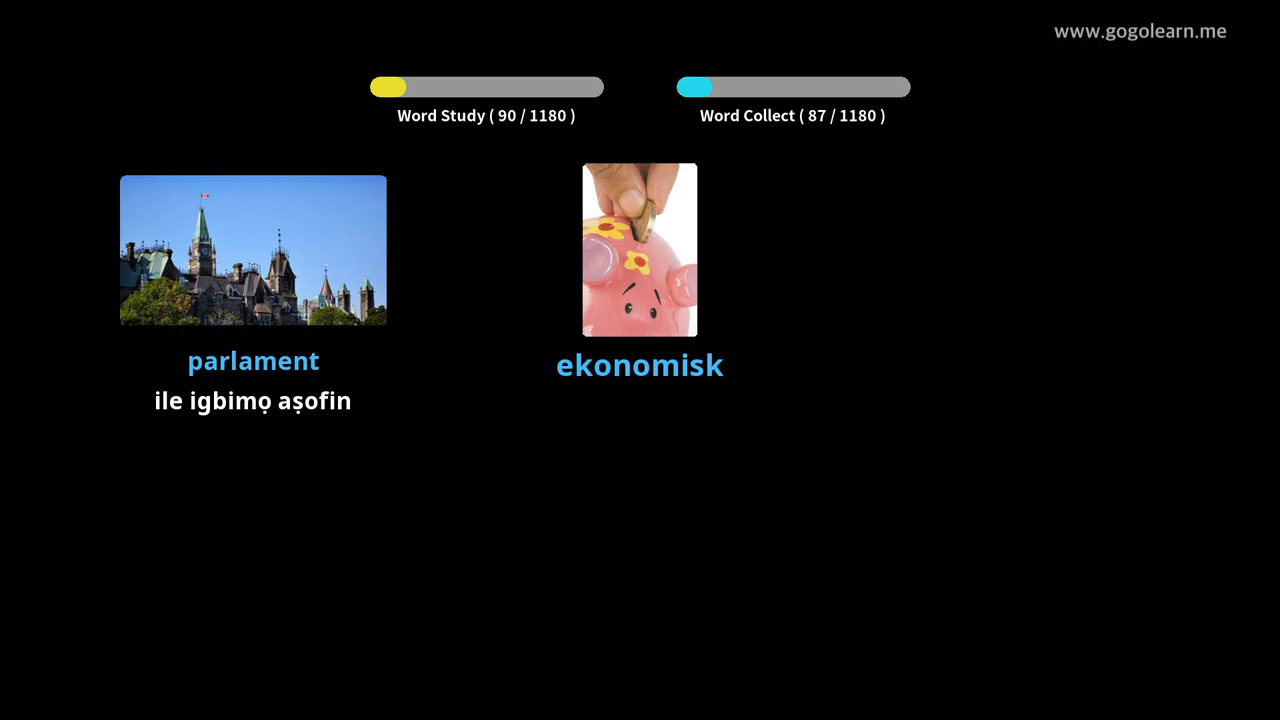 www.gogolearn.me
Word Study ( 90 / 1180 )
Word Collect ( 87 / 1180 )
parlament
ile igbimọ aṣofin
ekonomisk